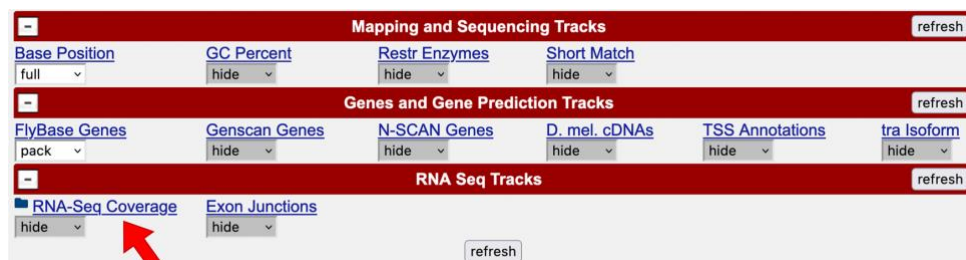 - Mapping and Sequencing Tracks refresh
Base Position GC Percent Restr Enzymes Short Match
full hide hide hide
- Genes and Gene Prediction Tracks refresh
FlyBase Genes Genscan Genes N-SCAN Genes D. mel. cDNAs TSS Annotations tra Isoform
pack hide hide hide hide hide
- RNA Seq Tracks refresh
RNA-Seq Coverage Exon Junctions
hide hide
refresh